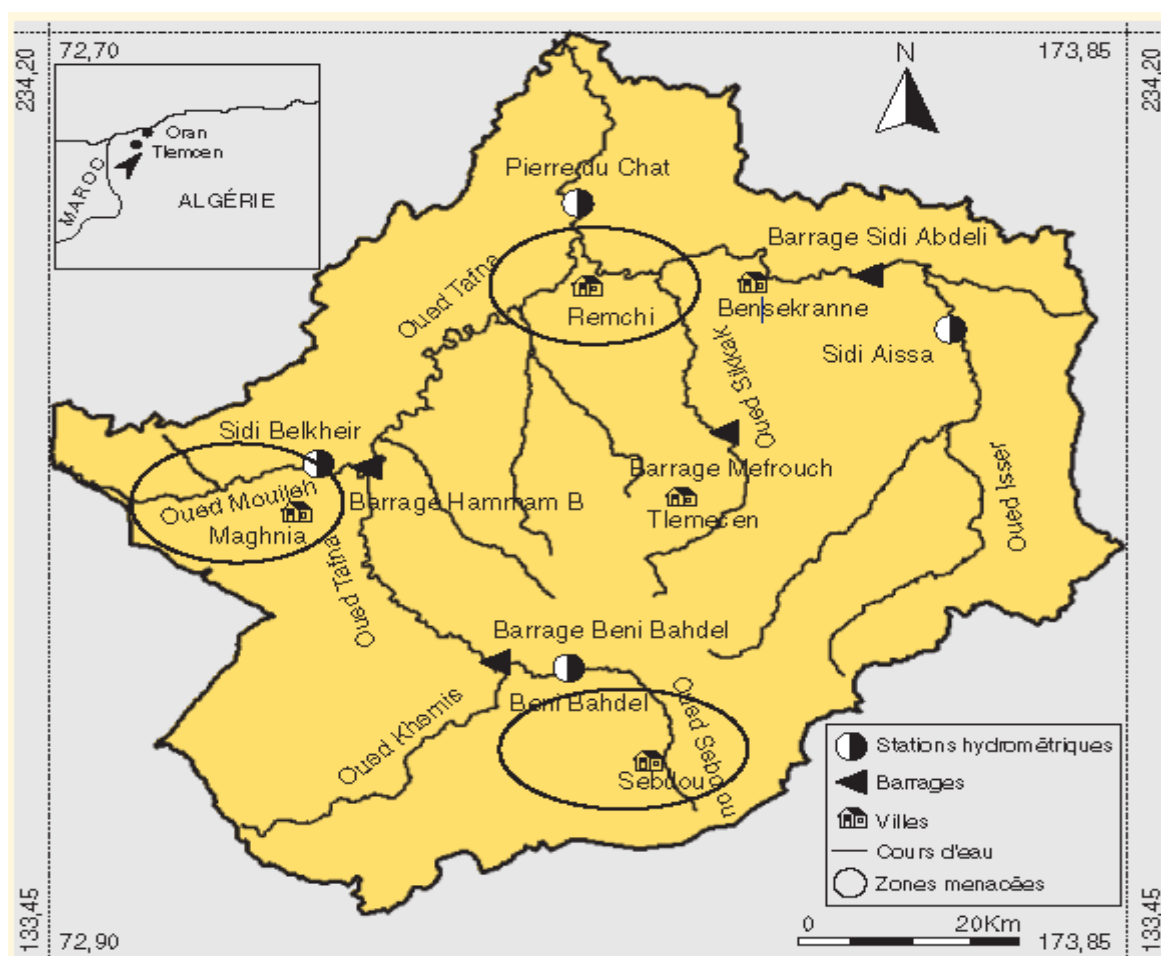 72,70
173,85
234,20
234,20
N
Oran
Tlemcen
MAROC
ALGÉRIE
Pierre du Chat
Barrage Sidi Abdeli
Oued Tafna
Remchi
Bensekranne
Sidi Aissa
Oued Sikkak
Sidi Belkheir
Barrage Mefrouch
Oued Mouileh
Barrage Hammam B
Tlemecen
Maghnia
Oued Isser
Oued Tafna
Barrage Beni Bahdel
Beni Bahdel
Oued Khemis
Oued Sebdou
Sebdou
Stations hydromètriques
Barrages
Villes
Cours d'eau
Zones menacèes
0 20Km
133,45
133,45
72,90
173,85